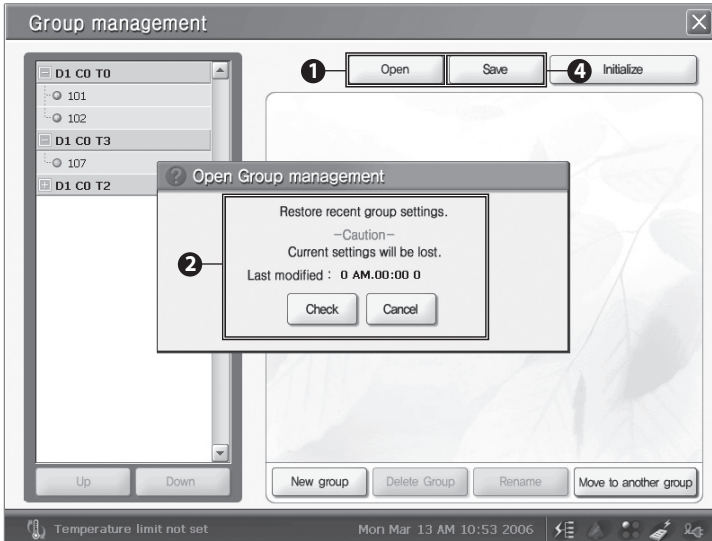 Group management
D1 C0 T0
101
102
D1 C0 T3
107
D1 C0 T2
1
Open
Save
4
Initialize
Open Group management
2
Restore recent group settings.
-Caution-
Current settings will be lost.
Last modified : 0 AM.00:00 0
Check
Cancel
Up
Down
New group
Delete Group
Rename
Move to another group
Temperature limit not set
Mon Mar 13 AM 10:53 2006